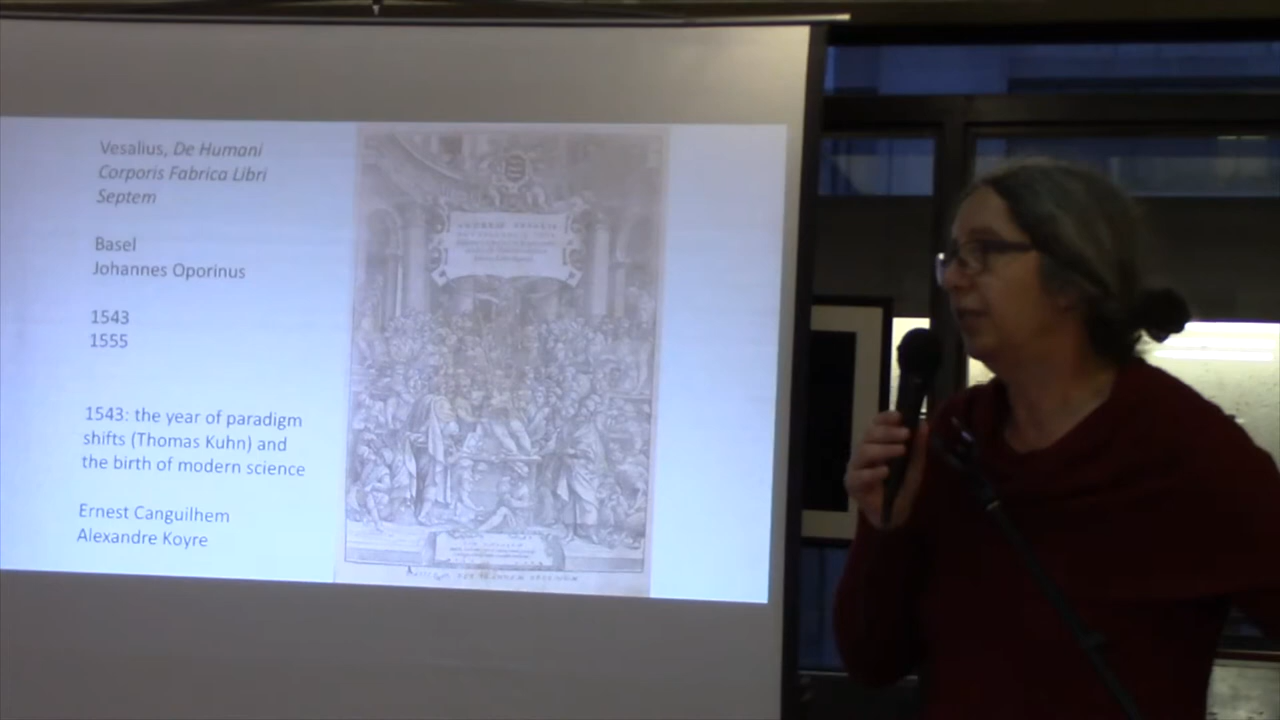 Vesalius, De Humani
Corporis Fabrica Libri
Septem
Basel
Johannes Oporinus
1543
1555
1543: the year of paradigm
shifts (Thomas Kuhn) and
the birth of modern science
Ernest Canguilhem
Alexandre Koyre